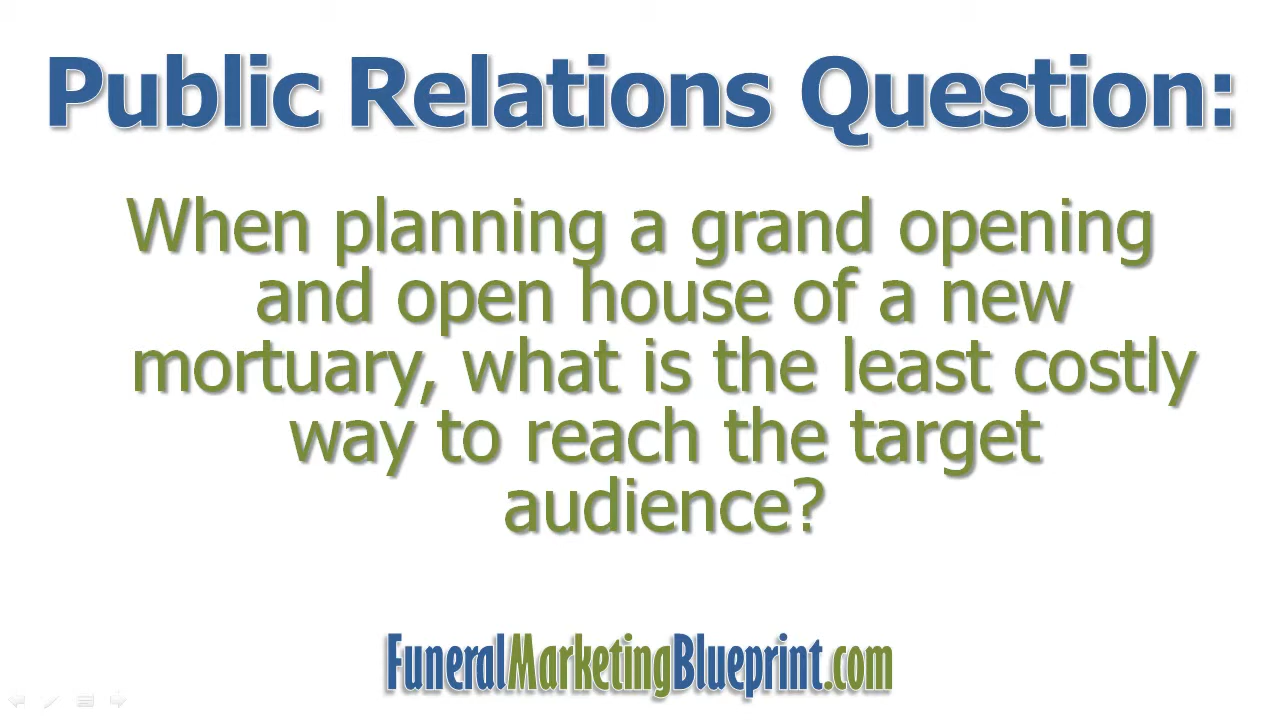 Public Relations Question:
When planning a grand opening
and open house of a new
mortuary, what is the least costly
way to reach the target
audience?
FuneralMarketingBlueprint.com